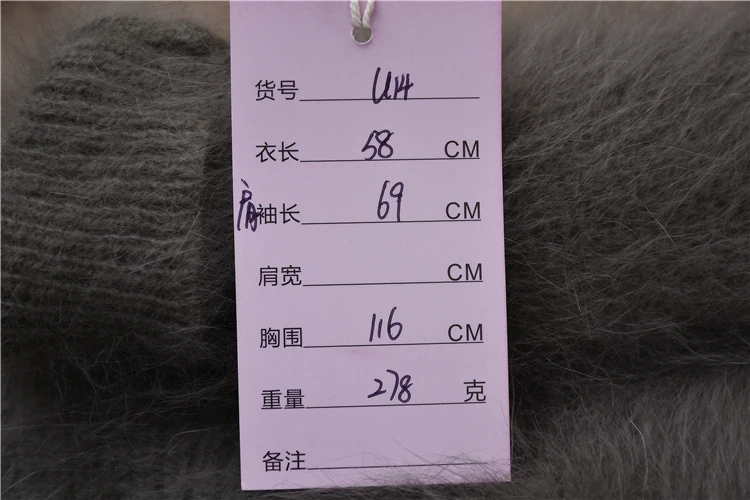 货号 U14
衣长 58 CM
肩袖长 69 CM
肩宽 CM
胸围 116 CM
重量 278 克
备注